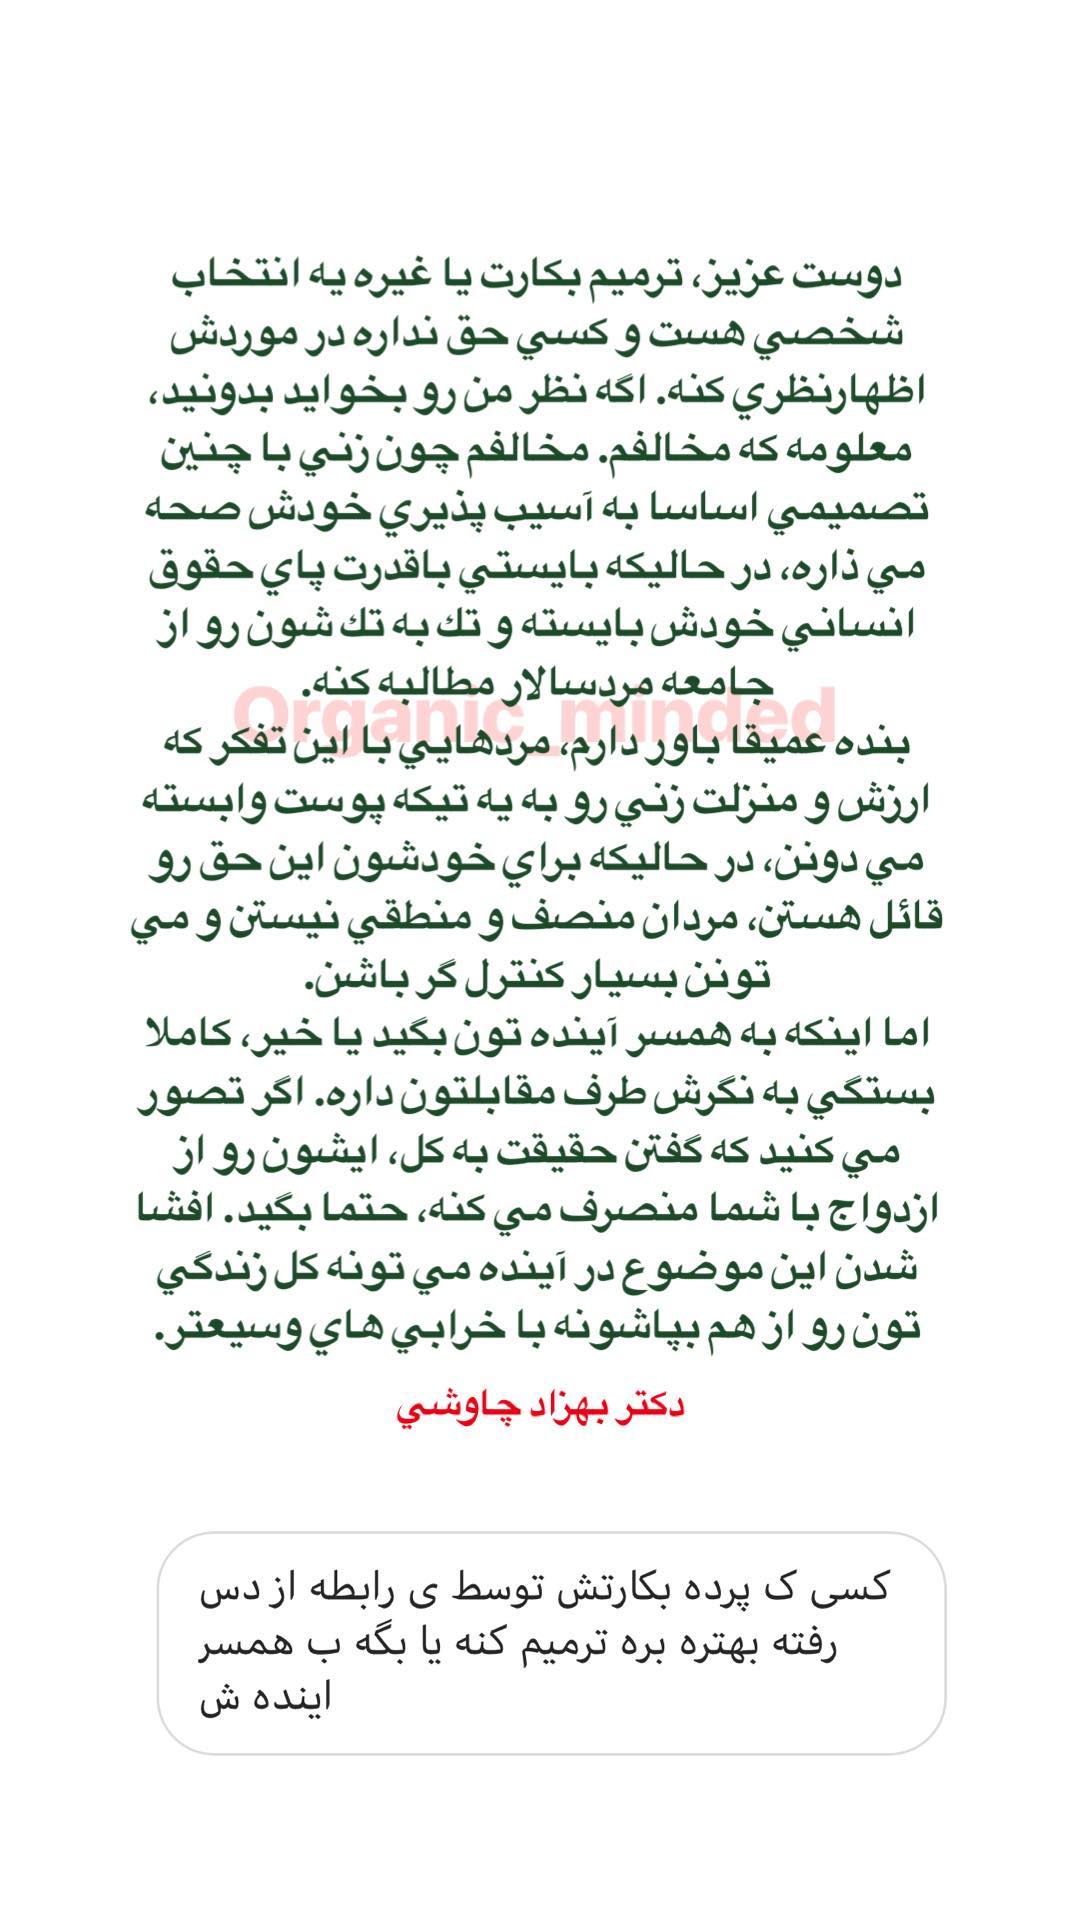 دوست عزيز، ترميم بكارت يا غيره يه انتخاب
شخصي هست و كسي حق نداره در موردش
اظهارنظري كنه. اگه نظر من رو بخوايد بدونيد،
معلومه كه مخالفم. مخالفم چون زني با چنين
تصميمي اساسا به آسيب پذيري خودش صحه
مي ذاره، در حاليكه بايستي باقدرت پاي حقوق
انساني خودش بايسته و تك به تك شون رو از
جامعه مردسالار مطالبه كنه.
Organic_minded
بنده عميقا باور دارم، مردهايي با اين تفكر كه
ارزش و منزلت زني رو به يه تيكه پوست وابسته
مي دونن، در حاليكه براي خودشون اين حق رو
قائل هستن، مردان منصف و منطقي نيستن و مي
تونن بسيار كنترل گر باشن.
اما اينكه به همسر آينده تون بگيد يا خير، كاملا
بستگي به نگرش طرف مقابلتون داره. اگر تصور
مي كنيد كه گفتن حقيقت به كل، ايشون رو از
ازدواج با شما منصرف مي كنه، حتما بگيد. افشا
شدن اين موضوع در آينده مي تونه كل زندگي
تون رو از هم بپاشونه با خرابي هاي وسيعتر.
دكتر بهزاد چاوشي
کسی ک پرده بکارتش توسط ی رابطه از دس
رفته بهتره بره ترمیم کنه یا بگه ب همسر
اینده ش